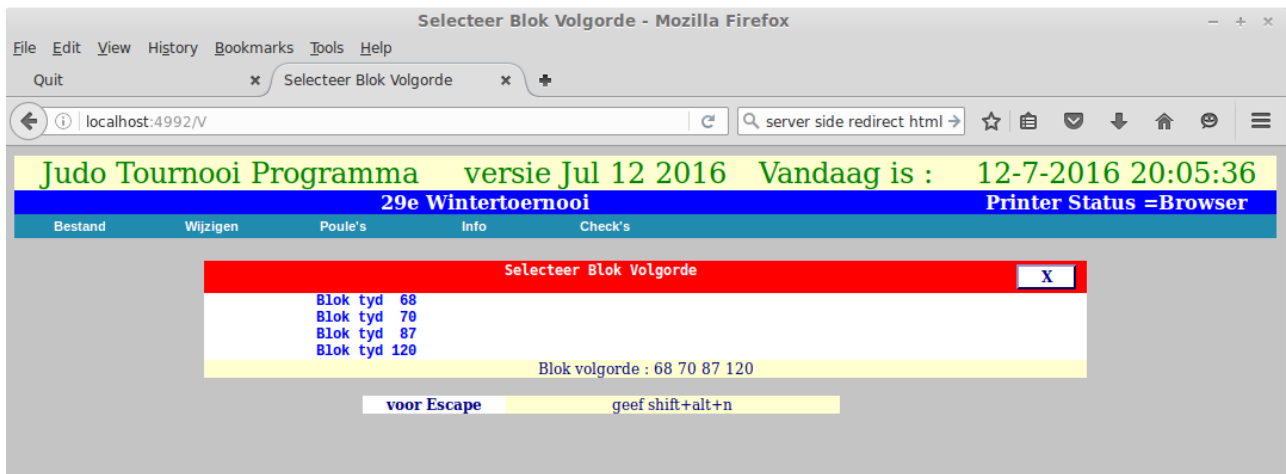 Selecteer Blok Volgorde - Mozilla Firefox
File Edit View History Bookmarks Tools Help
Quit Selecteer Blok Volgorde
localhost:4992/V server side redirect html
Judo Tournooi Programma versie Jul 12 2016 Vandaag is : 12-7-2016 20:05:36
29e Wintertoernooi Printer Status =Browser
Bestand Wijzigen Poule's Info Check's
Selecteer Blok Volgorde X
Blok tyd 68
Blok tyd 70
Blok tyd 87
Blok tyd 120
Blok volgorde : 68 70 87 120
voor Escape geef shift+alt+n